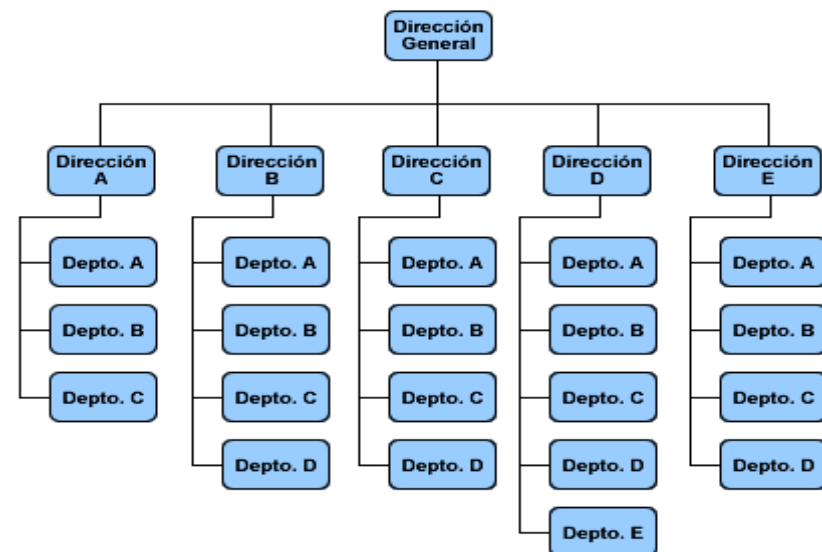 Dirección
General
Dirección
A
Dirección
B
Dirección
C
Dirección
D
Dirección
E
Depto. A
Depto. B
Depto. C
Depto. A
Depto. B
Depto. C
Depto. D
Depto. A
Depto. B
Depto. C
Depto. D
Depto. A
Depto. B
Depto. C
Depto. D
Depto. E
Depto. A
Depto. B
Depto. C
Depto. D